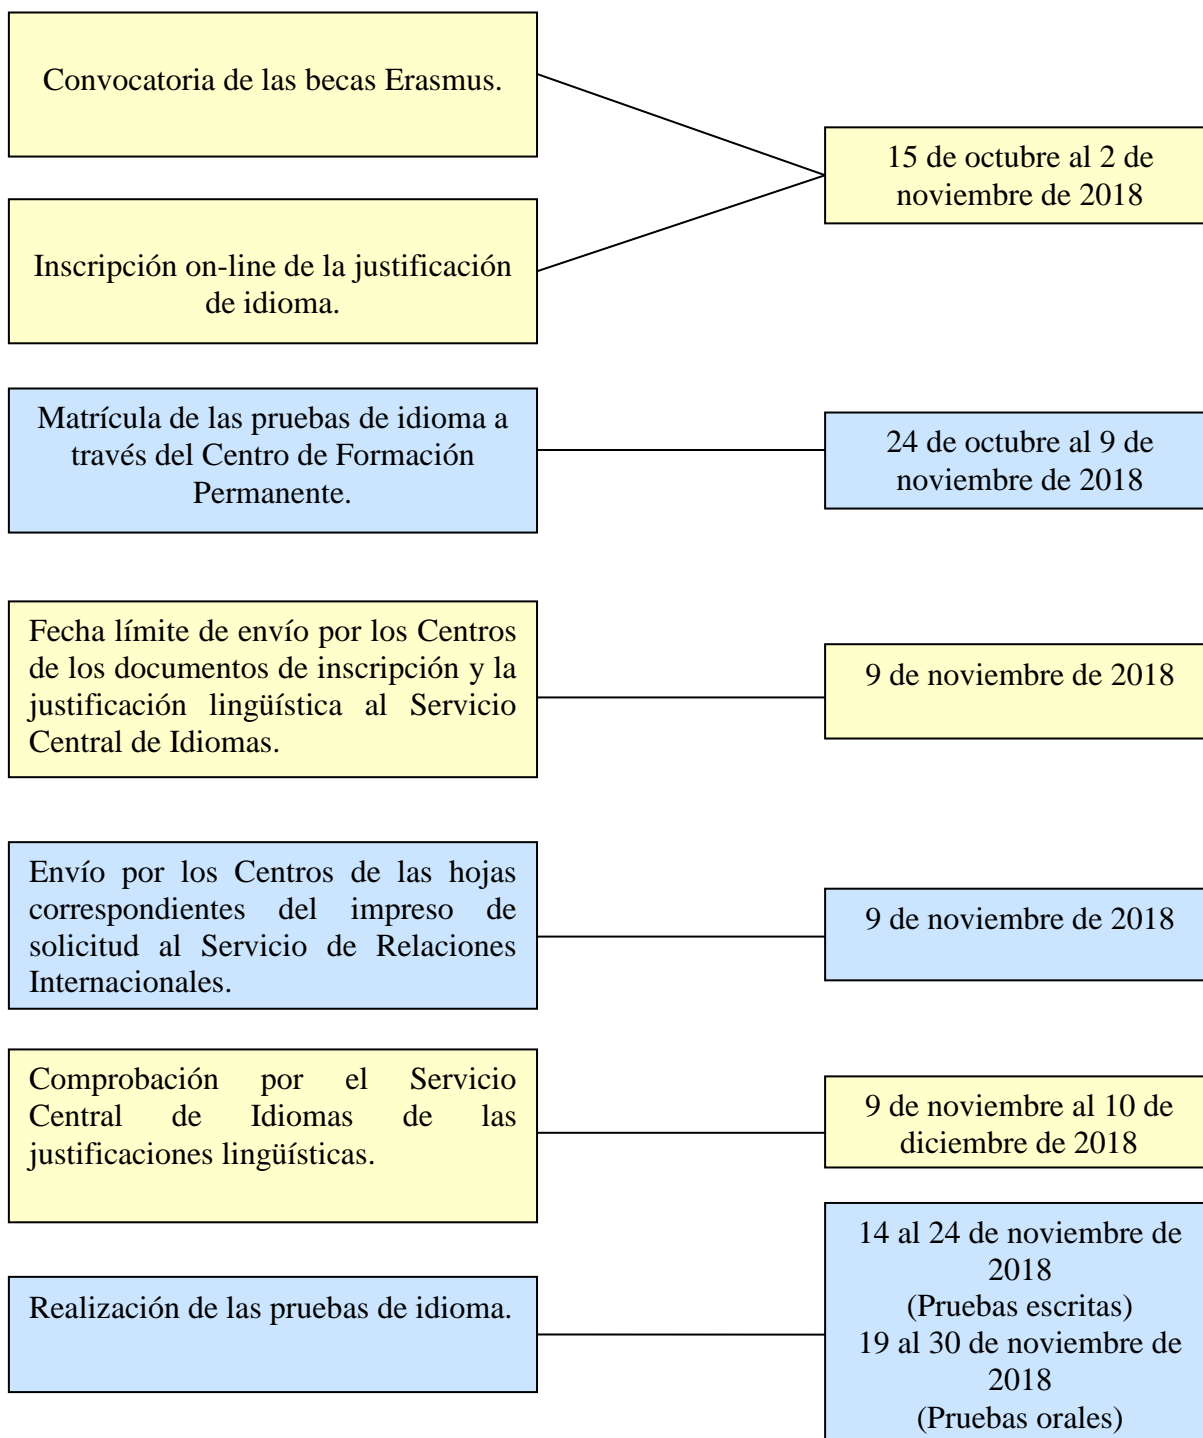 Convocatoria de las becas Erasmus.
15 de octubre al 2 de
noviembre de 2018
Inscripción on-line de la justificación
de idioma.
Matrícula de las pruebas de idioma a
través del Centro de Formación
Permanente.
24 de octubre al 9 de
noviembre de 2018
Fecha límite de envío por los Centros
de los documentos de inscripción y la
justificación lingüística al Servicio
Central de Idiomas.
9 de noviembre de 2018
Envío por los Centros de las hojas
correspondientes del impreso de
solicitud al Servicio de Relaciones
Internacionales.
9 de noviembre de 2018
Comprobación por el Servicio
Central de Idiomas de las
justificaciones lingüísticas.
9 de noviembre al 10 de
diciembre de 2018
Realización de las pruebas de idioma.
14 al 24 de noviembre de
2018
(Pruebas escritas)
19 al 30 de noviembre de
2018
(Pruebas orales)